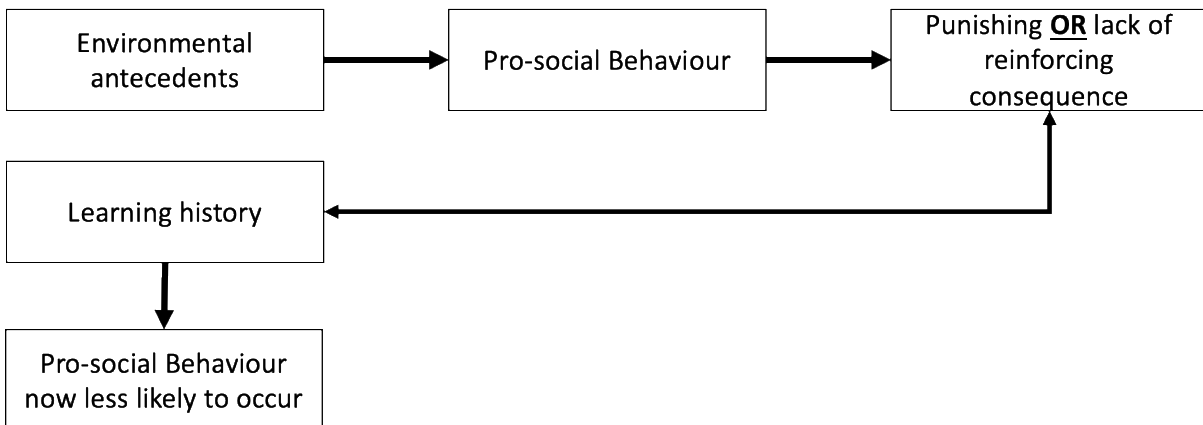 Environmental
antecedents
Pro-social Behaviour
Punishing OR lack of
reinforcing
consequence
Learning history
Pro-social Behaviour
now less likely to occur